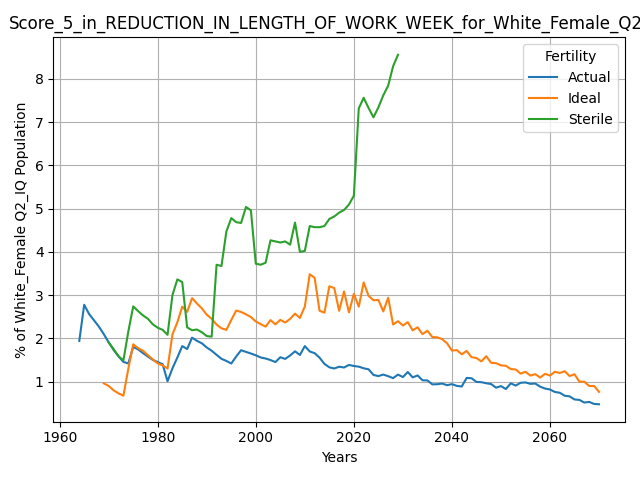 Score_5_in_REDUCTION_IN_LENGTH_OF_WORK_WEEK_for_White_Female_Q2
Fertility
Actual
Ideal
Sterile
% of White_Female Q2_IQ Population
8
7
6
5
4
3
2
1
1960 1980 2000 2020 2040 2060
Years